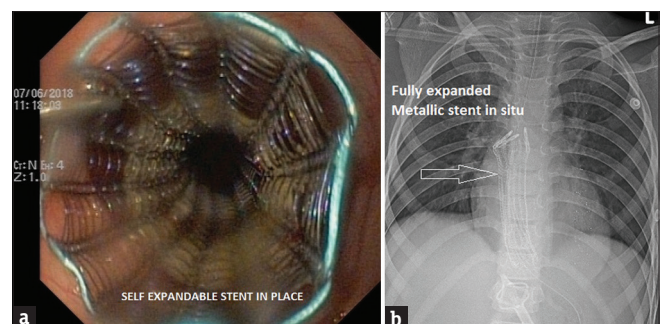 07/06/2018
11:18:03
Cr:N Ec:4
Z:1.0
SELF EXPANDABLE STENT IN PLACE
a
L
Fully expanded
Metallic stent in situ
b